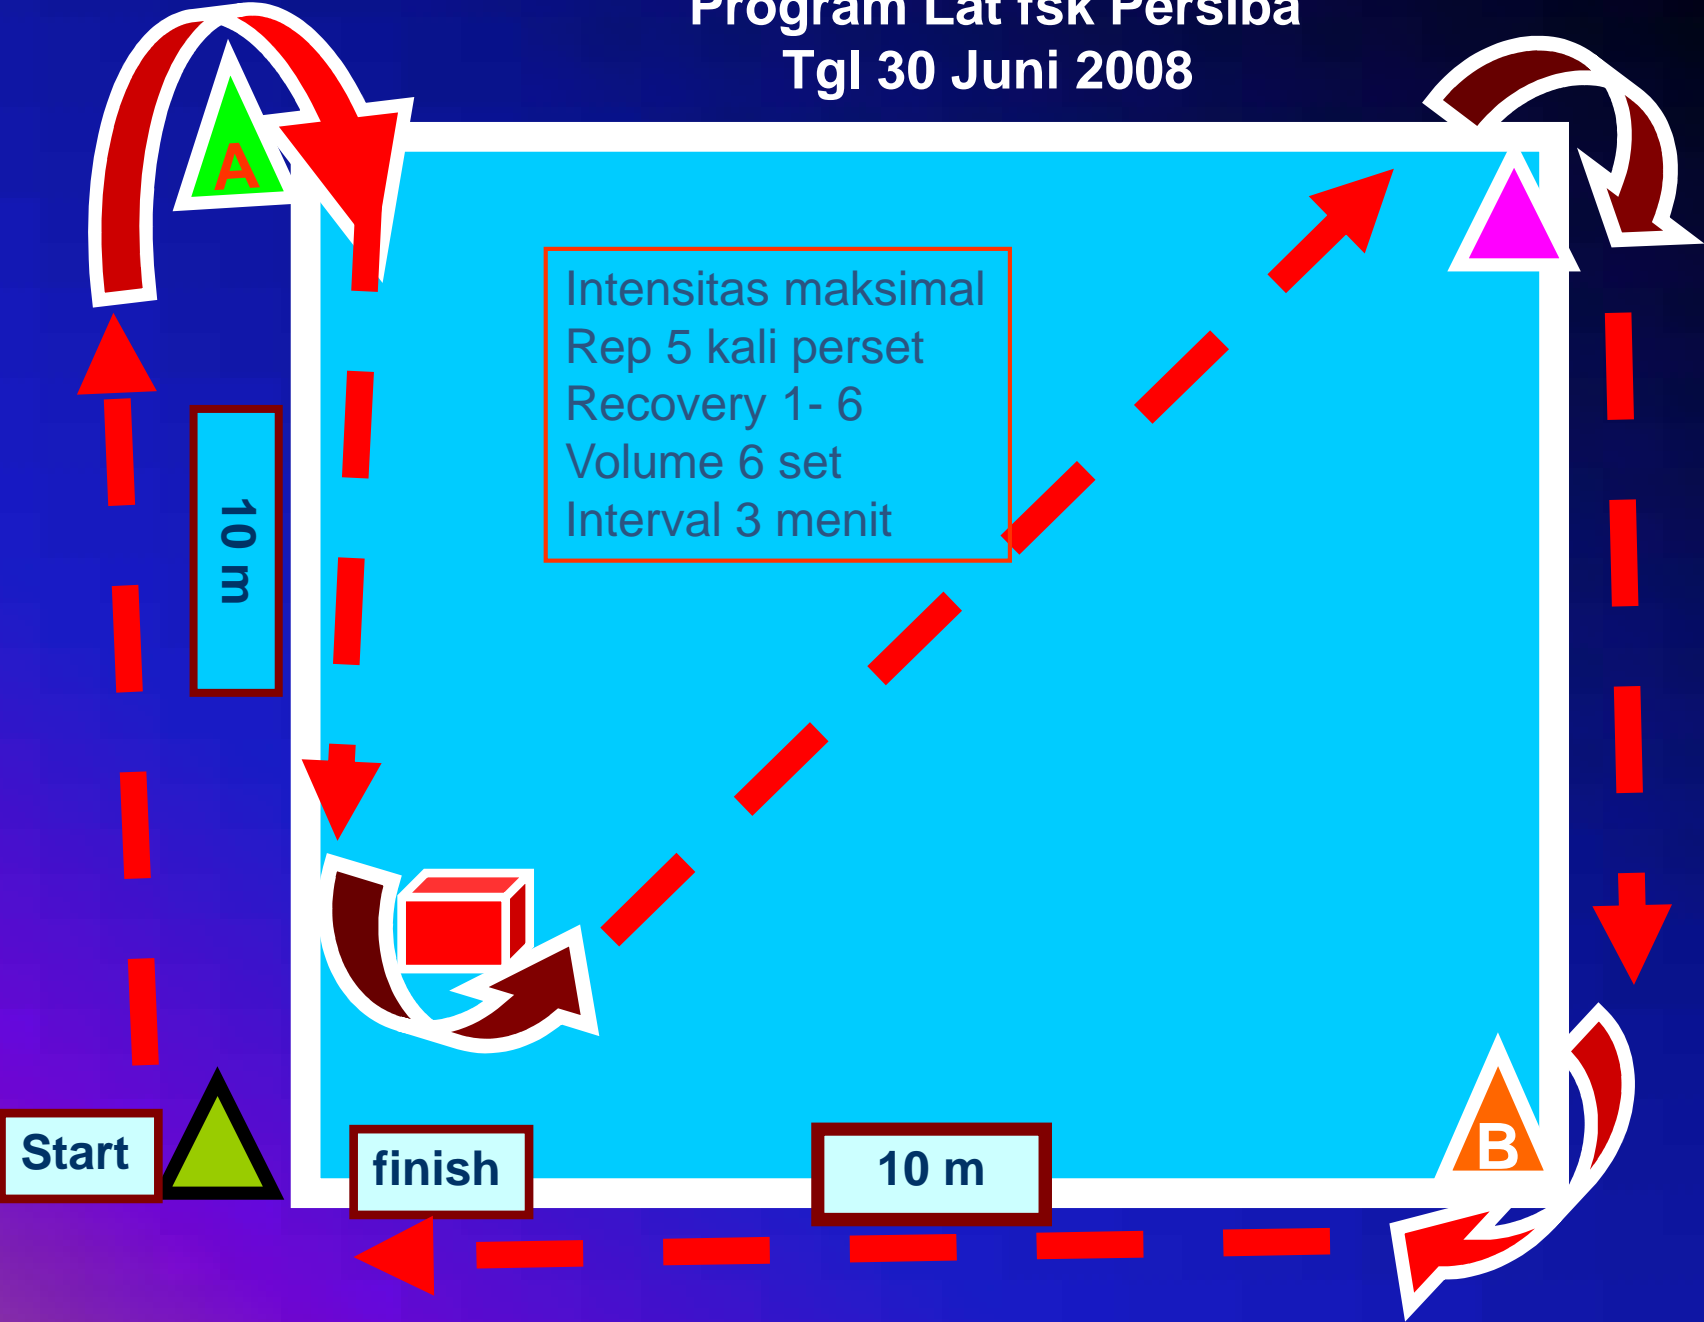 Program Lat fsk Persiba
Tgl 30 Juni 2008
A
Intensitas maksimal
Rep 5 kali perset
Recovery 1- 6
Volume 6 set
Interval 3 menit
10 m
Start
finish
10 m
B